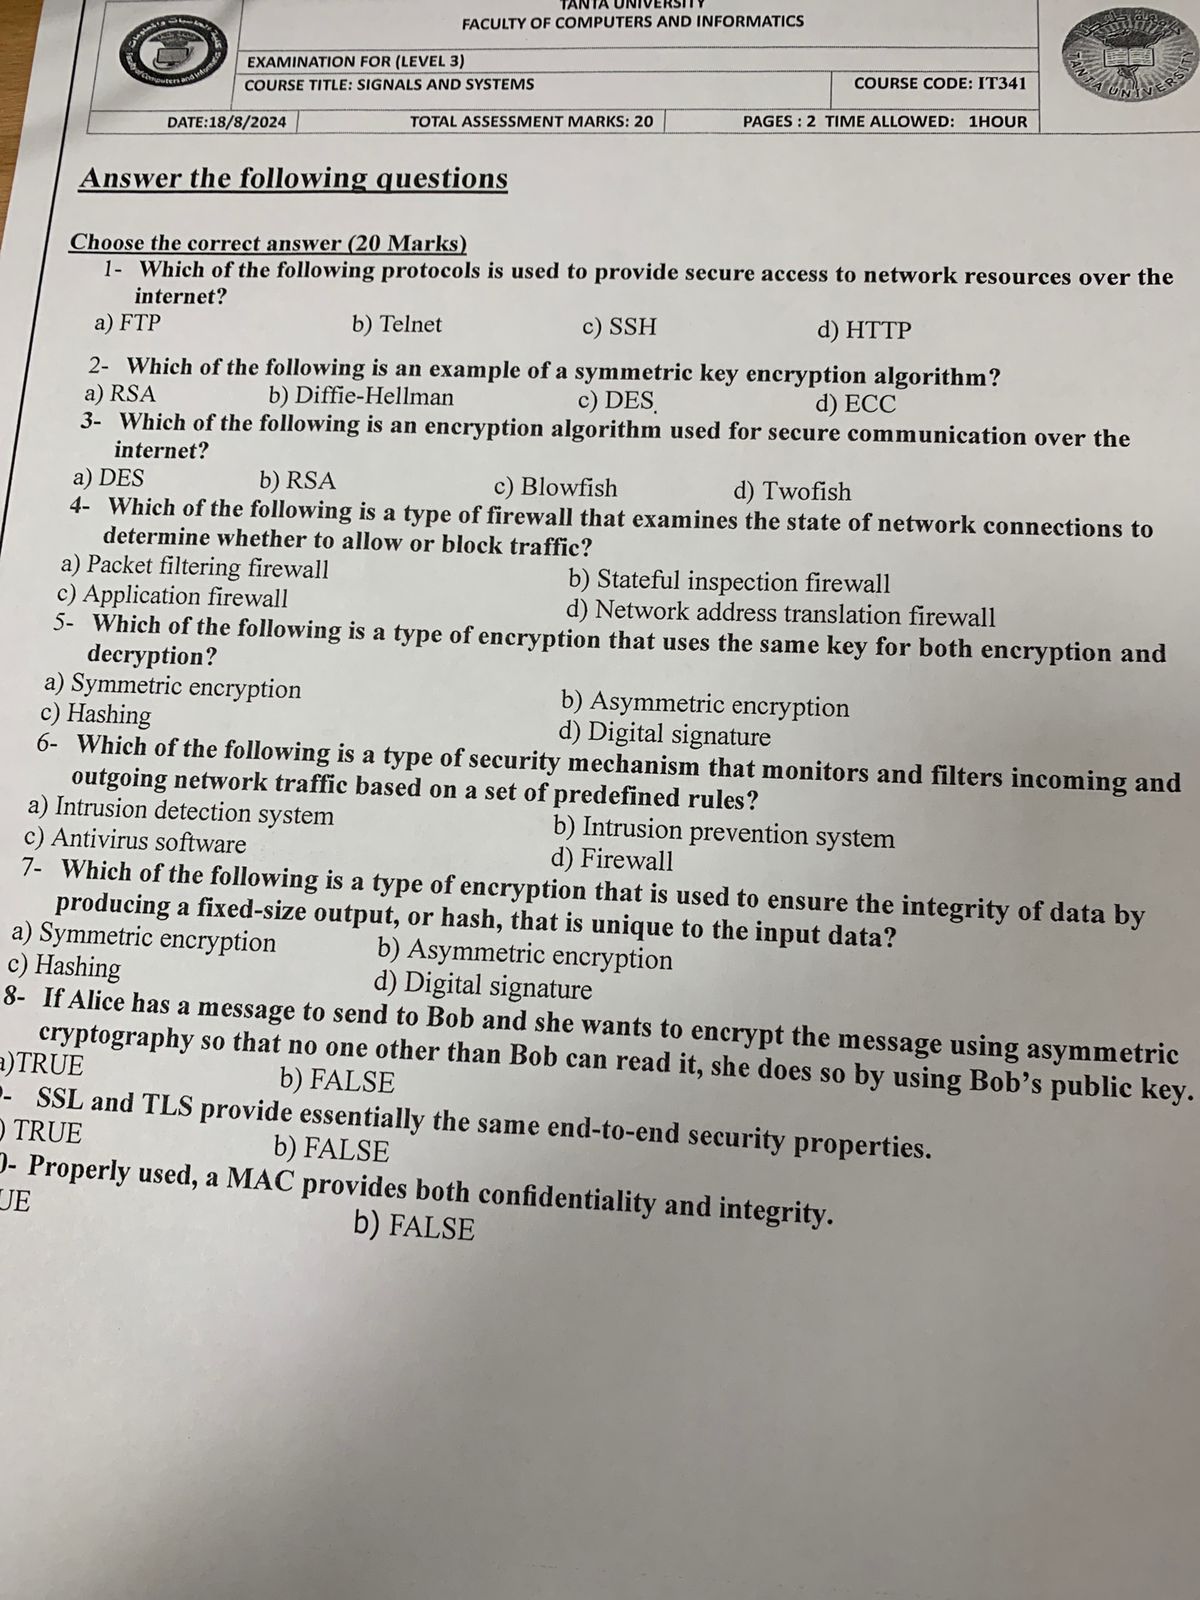 TANTA UNIVERSITY
FACULTY OF COMPUTERS AND INFORMATICS
EXAMINATION FOR (LEVEL 3)
COURSE TITLE: SIGNALS AND SYSTEMS
COURSE CODE: IT341
DATE:18/8/2024
TOTAL ASSESSMENT MARKS: 20
PAGES : 2 TIME ALLOWED: 1HOUR
TANTA UNIVERSITY
Answer the following questions
Choose the correct answer (20 Marks)
1- Which of the following protocols is used to provide secure access to network resources over the
internet?
a) FTP b) Telnet c) SSH d) HTTP
2- Which of the following is an example of a symmetric key encryption algorithm?
a) RSA b) Diffie-Hellman c) DES. d) ECC
3- Which of the following is an encryption algorithm used for secure communication over the
internet?
a) DES b) RSA c) Blowfish d) Twofish
4- Which of the following is a type of firewall that examines the state of network connections to
determine whether to allow or block traffic?
a) Packet filtering firewall b) Stateful inspection firewall
c) Application firewall d) Network address translation firewall
5- Which of the following is a type of encryption that uses the same key for both encryption and
decryption?
a) Symmetric encryption b) Asymmetric encryption
c) Hashing d) Digital signature
6- Which of the following is a type of security mechanism that monitors and filters incoming and
outgoing network traffic based on a set of predefined rules?
a) Intrusion detection system b) Intrusion prevention system
c) Antivirus software d) Firewall
7- Which of the following is a type of encryption that is used to ensure the integrity of data by
producing a fixed-size output, or hash, that is unique to the input data?
a) Symmetric encryption b) Asymmetric encryption
c) Hashing d) Digital signature
8- If Alice has a message to send to Bob and she wants to encrypt the message using asymmetric
cryptography so that no one other than Bob can read it, she does so by using Bob's public key.
a)TRUE b) FALSE
- SSL and TLS provide essentially the same end-to-end security properties.
) TRUE b) FALSE
0- Properly used, a MAC provides both confidentiality and integrity.
UE b) FALSE